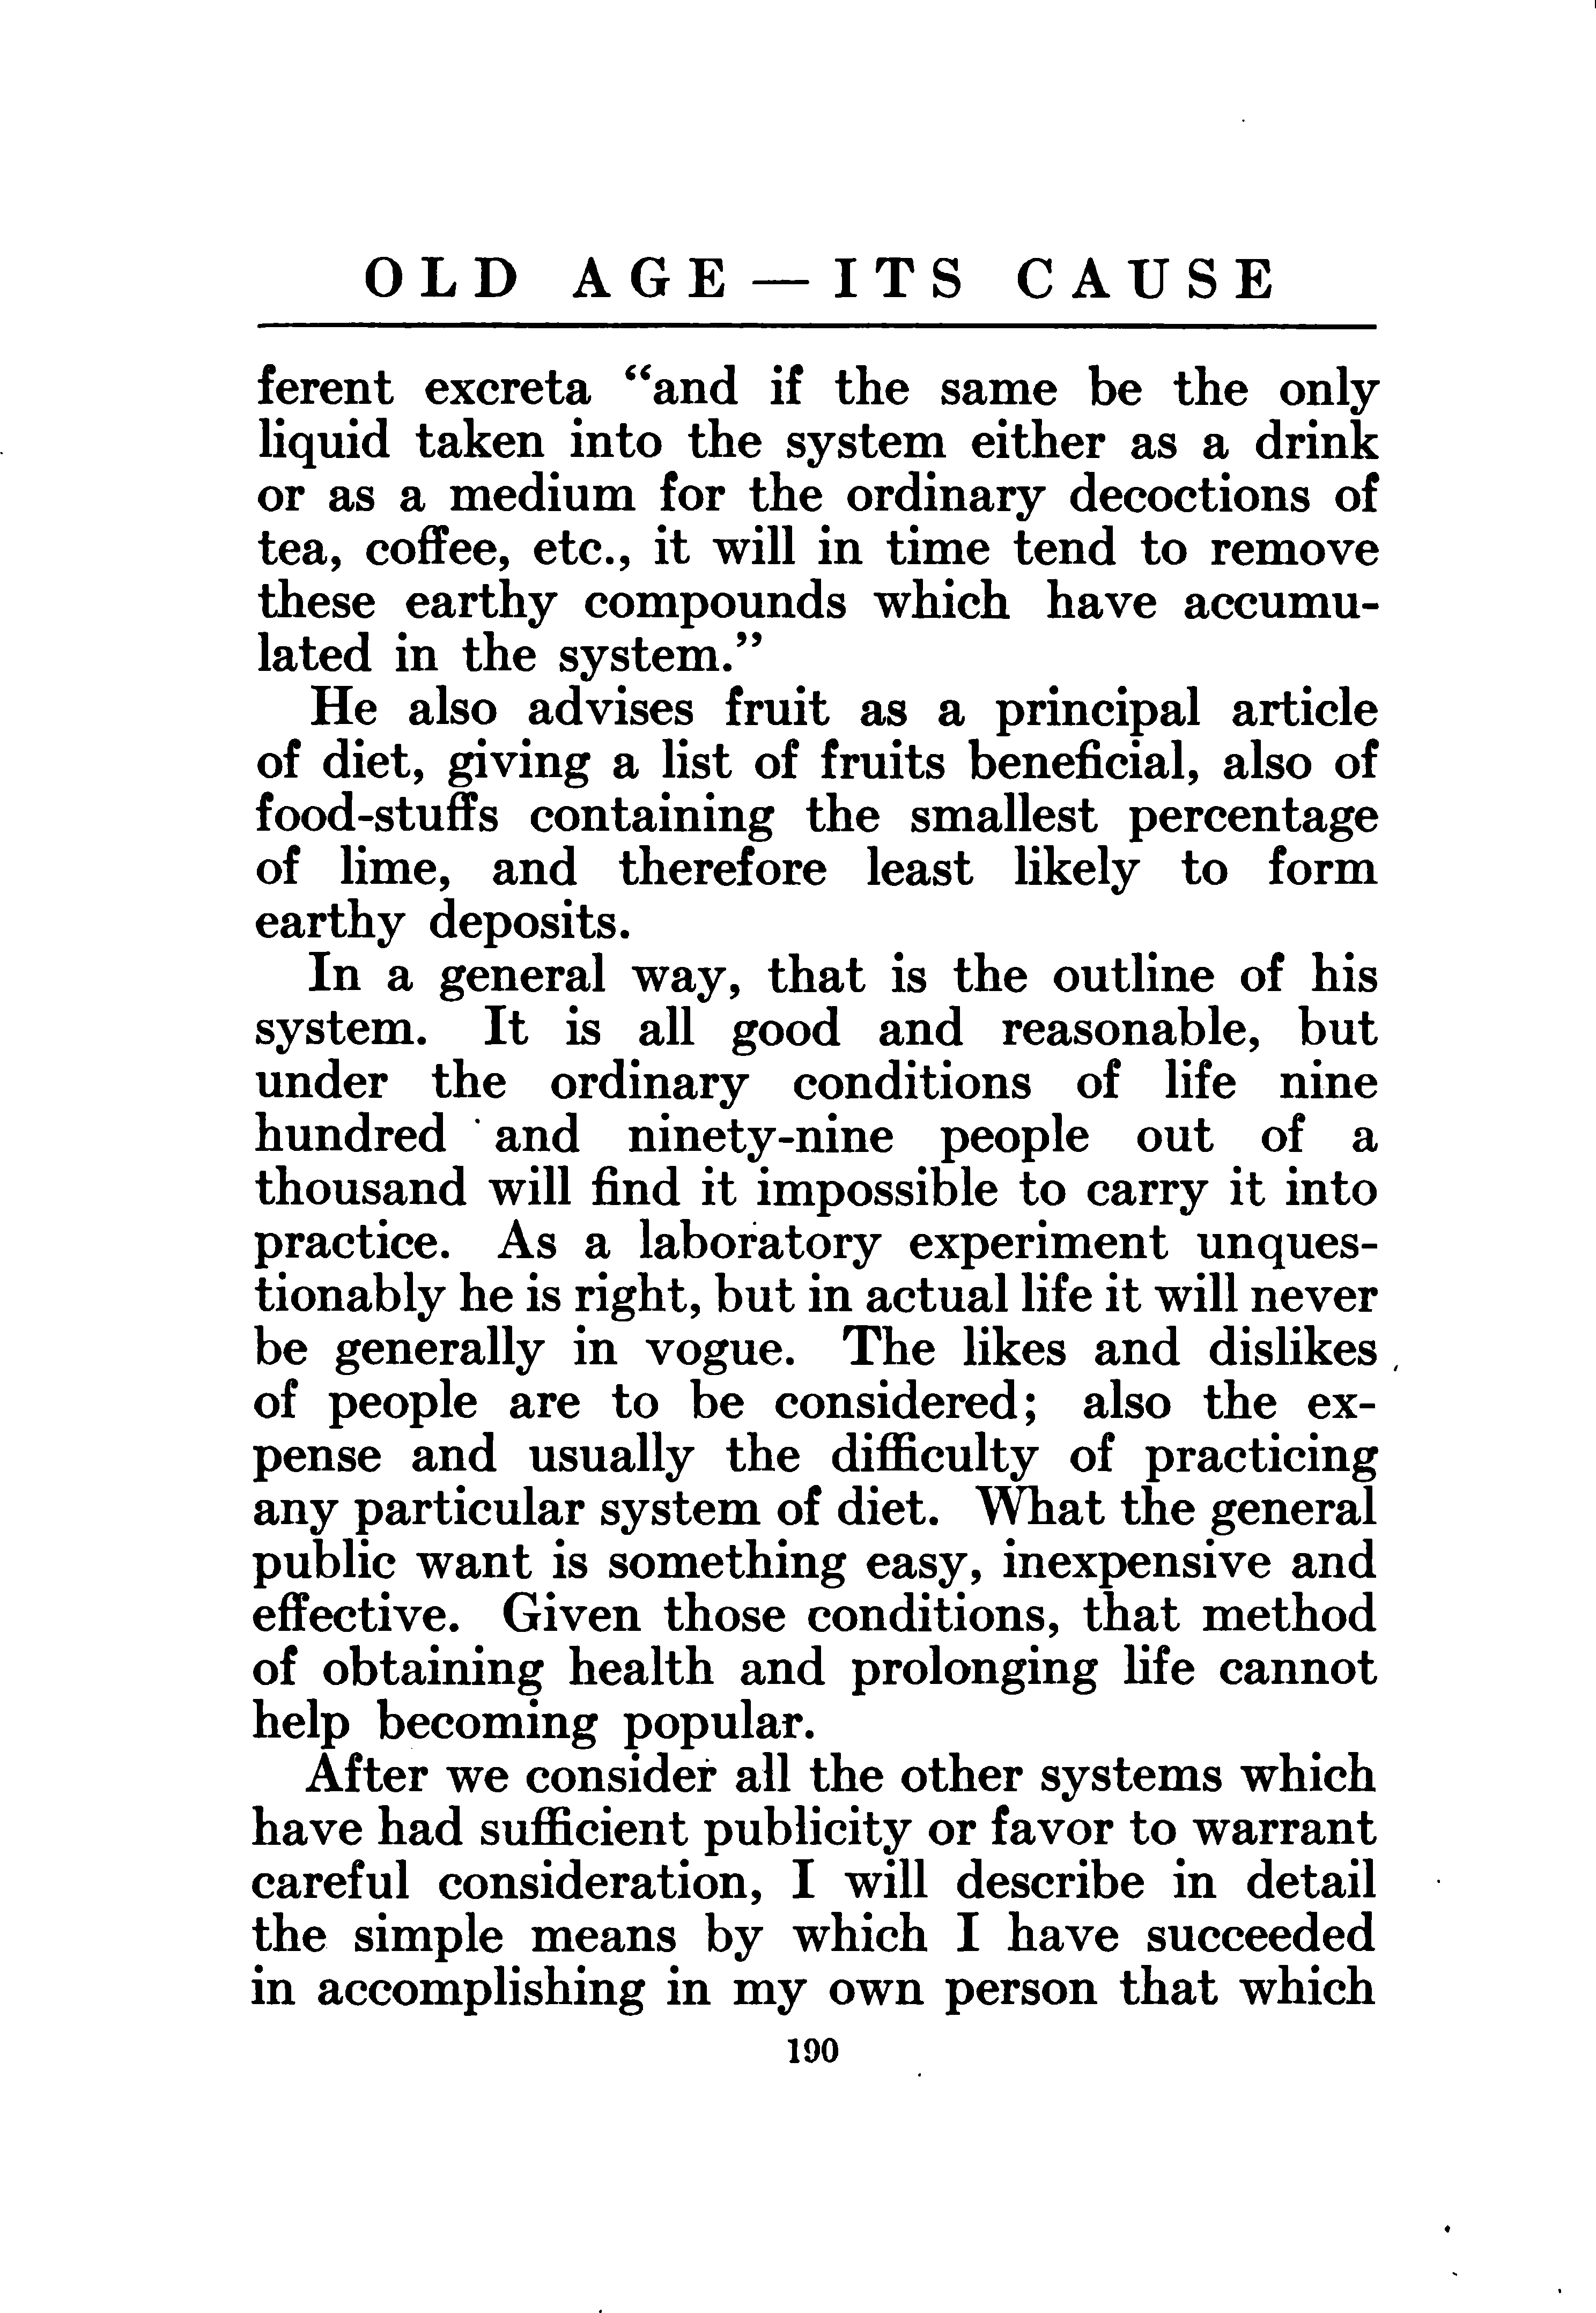 OLD AGE — ITS CAUSE
ferent excreta “and if the same be the only
liquid taken into the system either as a drink
or as a medium for the ordinary decoctions of
tea, coffee, etc., it will in time tend to remove
these earthy compounds which have accumu-
lated in the system.”
He also advises fruit as a principal article
of diet, giving a list of fruits beneficial, also of
food-stuffs containing the smallest percentage
of lime, and therefore least likely to form
earthy deposits.
In a general way, that is the outline of his
system. It is all good and reasonable, but
under the ordinary conditions of life nine
hundred and ninety-nine people out of a
thousand will find it impossible to carry it into
practice. As a laboratory experiment unques-
tionably he is right, but in actual life it will never
be generally in vogue. The likes and dislikes
of people are to be considered; also the ex-
pense and usually the difficulty of practicing
any particular system of diet. What the general
public want is something easy, inexpensive and
effective. Given those conditions, that method
of obtaining health and prolonging life cannot
help becoming popular.
After we consider all the other systems which
have had sufficient publicity or favor to warrant
careful consideration, I will describe in detail
the simple means by which I have succeeded
in accomplishing in my own person that which
190